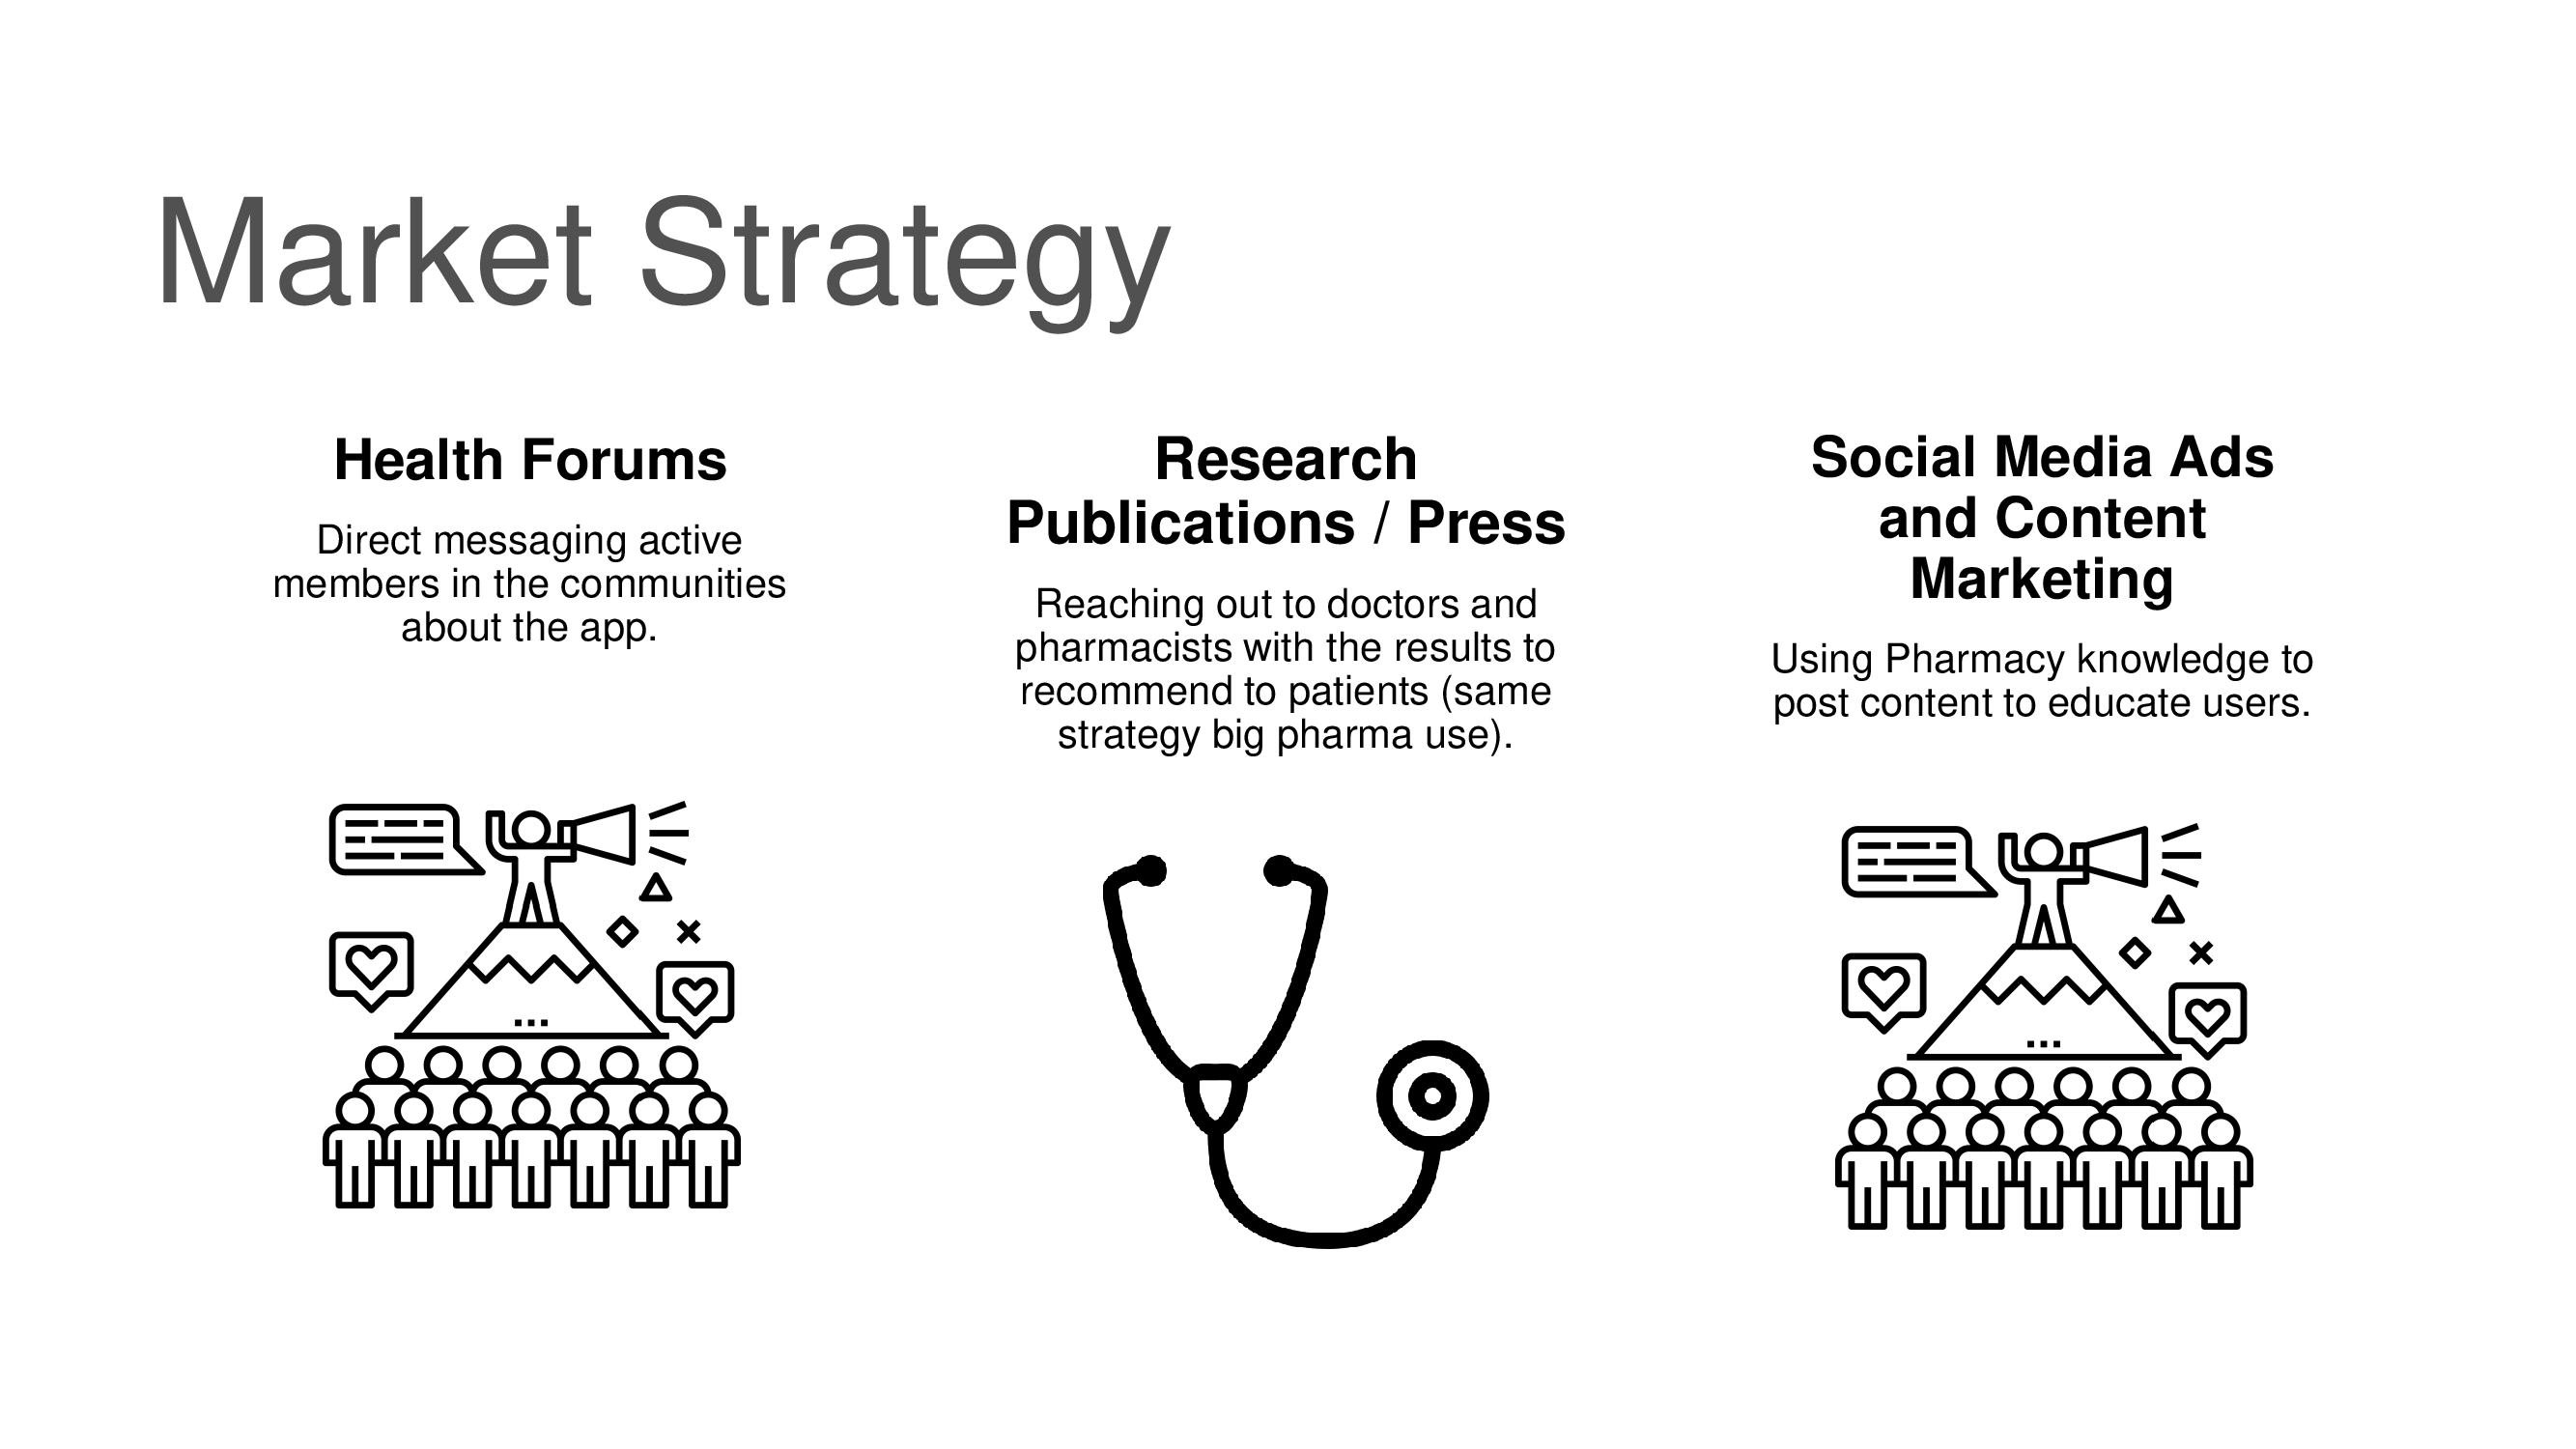 Market Strategy
Health Forums
Direct messaging active
members in the communities
about the app.
Research
Publications / Press
Reaching out to doctors and
pharmacists with the results to
recommend to patients (same
strategy big pharma use).
Social Media Ads
and Content
Marketing
Using Pharmacy knowledge to
post content to educate users.